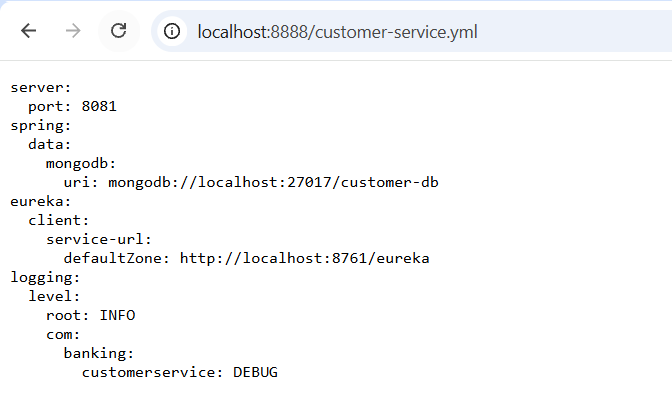 localhost:8888/customer-service.yml
server:
  port: 8081
spring:
  data:
    mongodb:
      uri: mongodb://localhost:27017/customer-db
eureka:
  client:
    service-url:
      defaultZone: http://localhost:8761/eureka
logging:
  level:
    root: INFO
    com:
      banking:
        customerservice: DEBUG